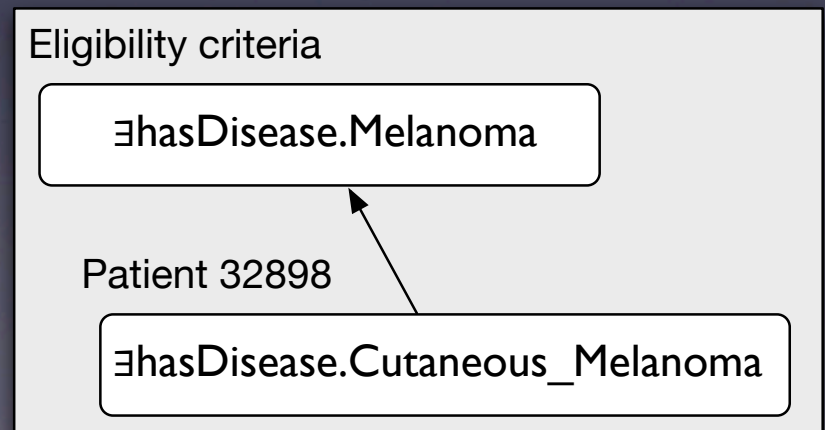 Eligibility criteria
∃hasDisease.Melanoma
Patient 32898
∃hasDisease.Cutaneous_Melanoma